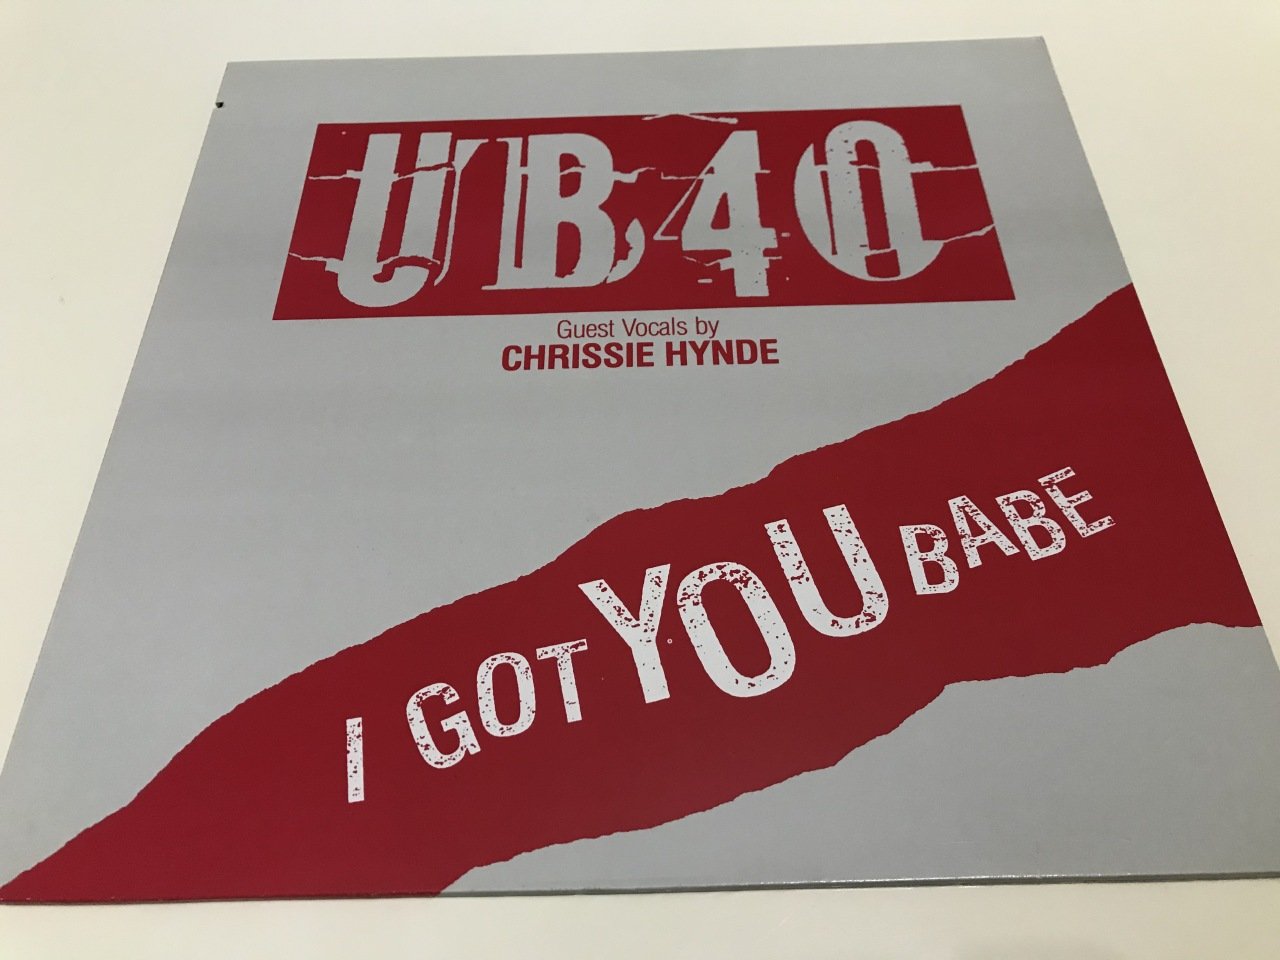 UB40
Guest Vocals by
CHRISSIE HYNDE
I GOT YOU BABE